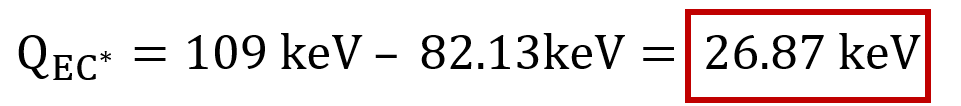 Q_EC* = 109 keV – 82.13keV = 26.87 keV